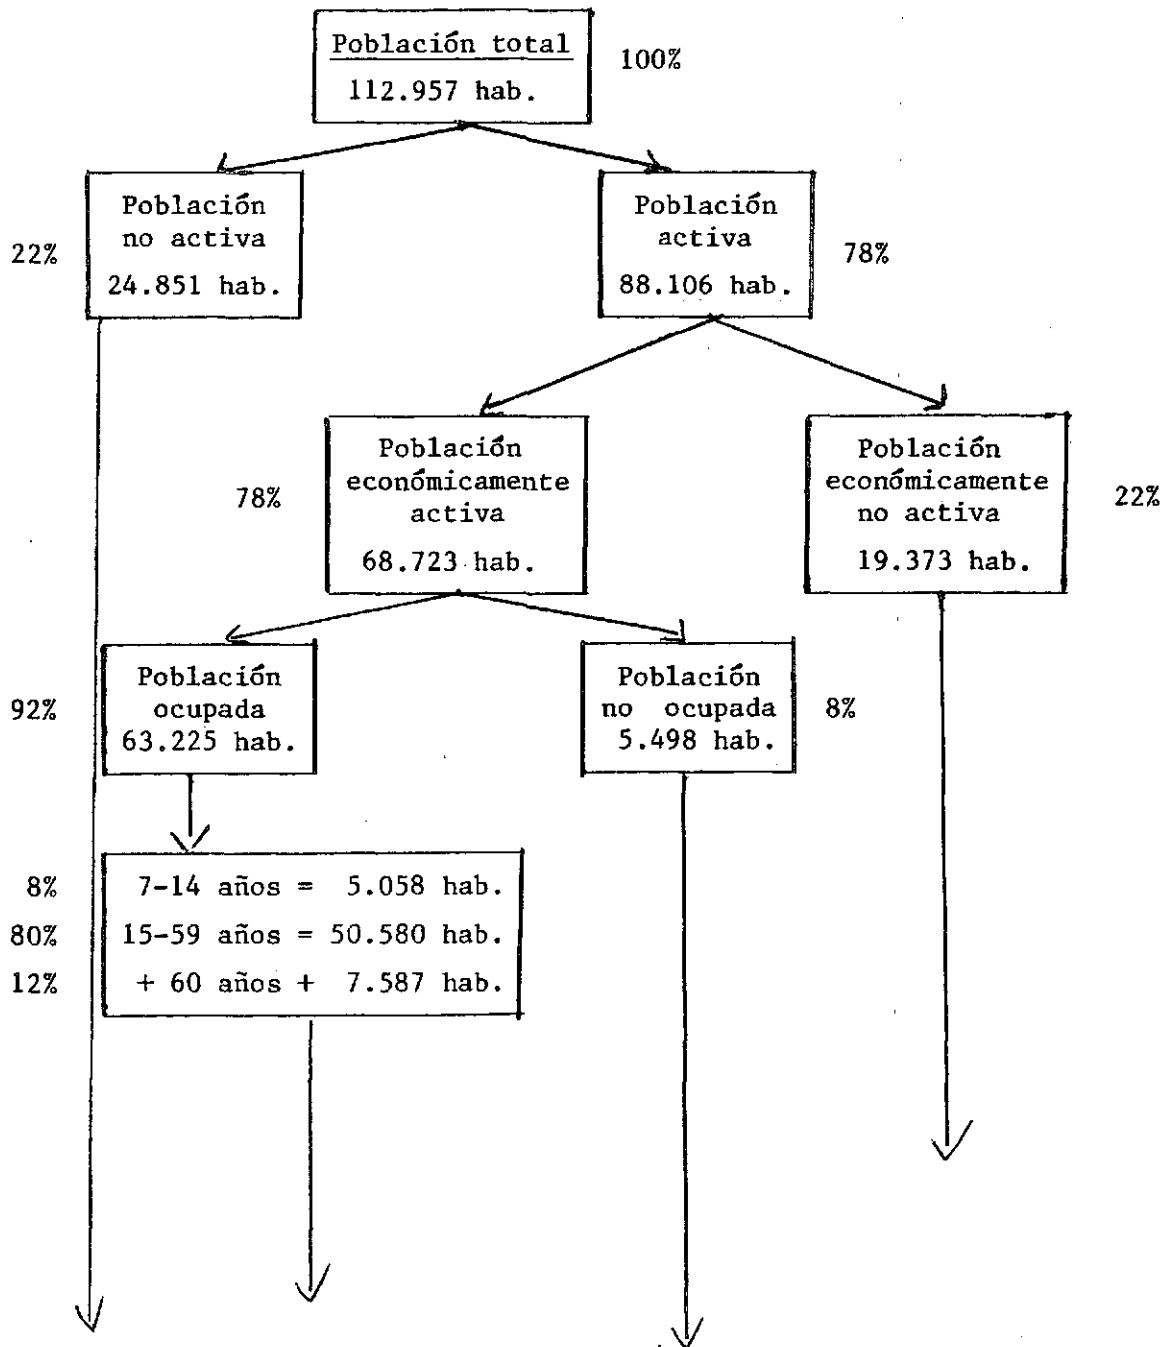 Población total
100%
112.957 hab.
Población
no activa
24.851 hab.
22%
Población
activa
88.106 hab.
78%
Población
económicamente
activa
68.723 hab.
78%
Población
económicamente
no activa
19.373 hab.
22%
Población
ocupada
63.225 hab.
92%
Población
no ocupada
5.498 hab.
8%
8% 7-14 años = 5.058 hab.
80% 15-59 años = 50.580 hab.
12% + 60 años + 7.587 hab.